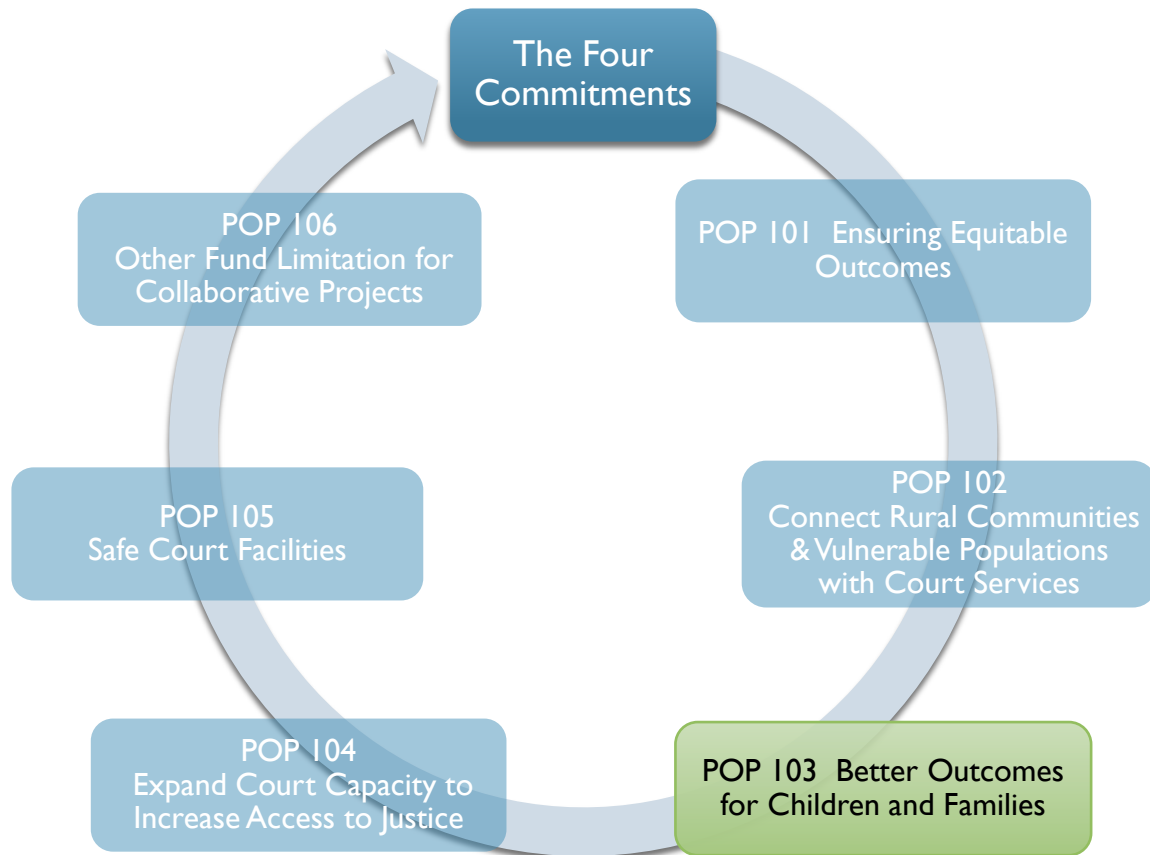 The Four
Commitments
POP 101 Ensuring Equitable
Outcomes
POP 102
Connect Rural Communities
& Vulnerable Populations
with Court Services
POP 103 Better Outcomes
for Children and Families
POP 104
Expand Court Capacity to
Increase Access to Justice
POP 105
Safe Court Facilities
POP 106
Other Fund Limitation for
Collaborative Projects